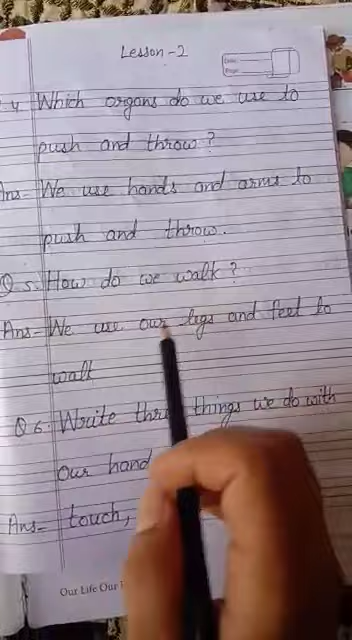 Lesson - 2
Date:
Page:
4 Which organs do we use to
push and throw?
Ans- We use hands and arms to
push and throw.
Q 5. How do we walk?
Ans- We use our legs and feet to
walk
Q 6. Write things we do with
our hand
Ans- touch,
Our Life Our